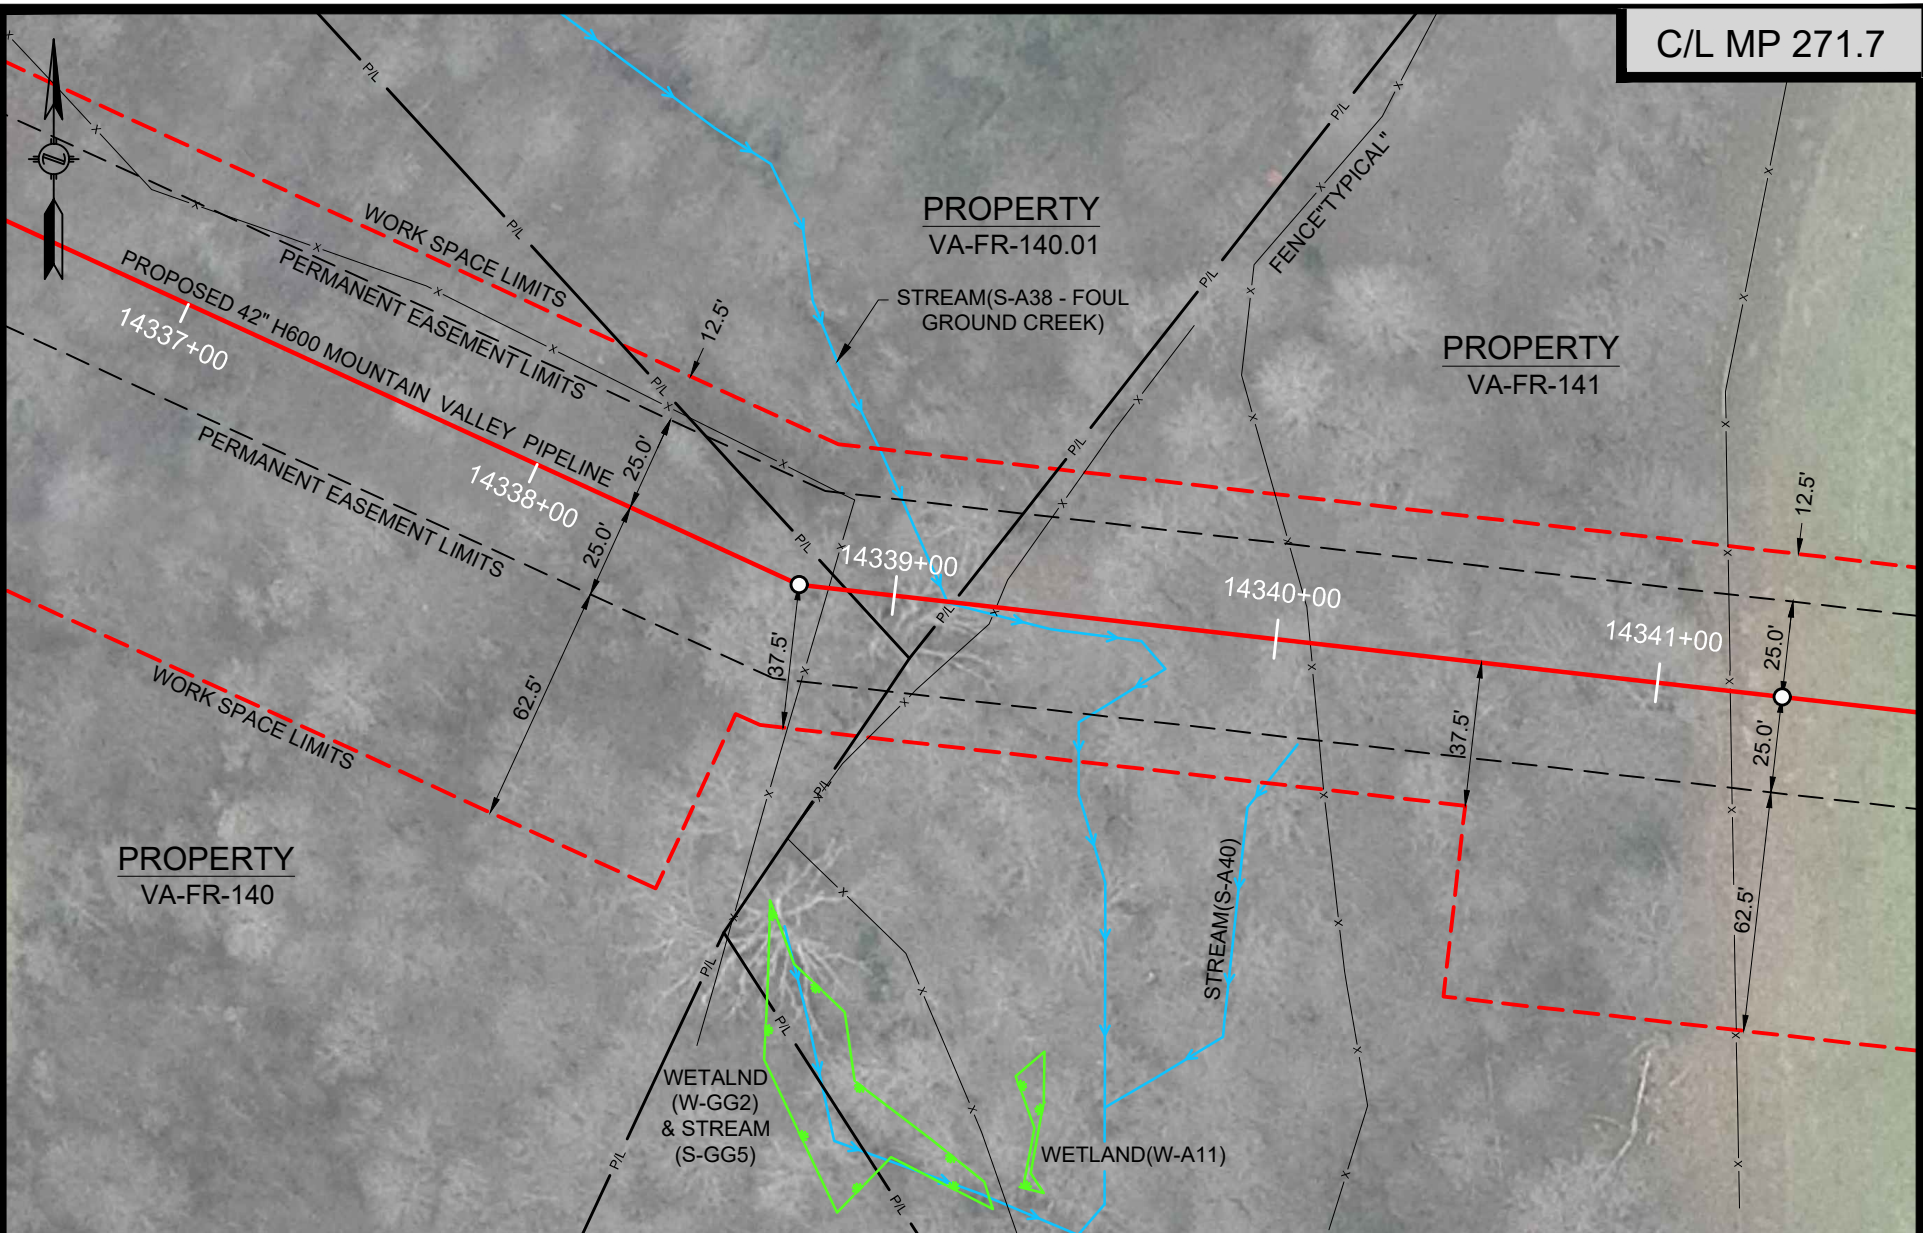 C/L MP 271.7
P/L
P/L
PROPERTY
VA-FR-140.01
FENCE"TYPICAL"
WORK SPACE LIMITS
P/L
PERMANENT EASEMENT LIMITS
PROPOSED 42" H600 MOUNTAIN VALLEY PIPELINE
STREAM(S-A38 - FOUL
GROUND CREEK)
P/L
12.5'
14337+00
PROPERTY
VA-FR-141
P/L
P/L
PERMANENT EASEMENT LIMITS
25.0'
14338+00
12.5'
25.0'
P/L
14339+00
14340+00
P/L
14341+00
25.0'
37.5'
WORK SPACE LIMITS
62.5'
37.5'
25.0'
P/L
PROPERTY
VA-FR-140
STREAM(S-A40)
62.5'
P/L
P/L
WETALND
(W-GG2)
& STREAM
(S-GG5)
P/L
WETLAND(W-A11)
P/L